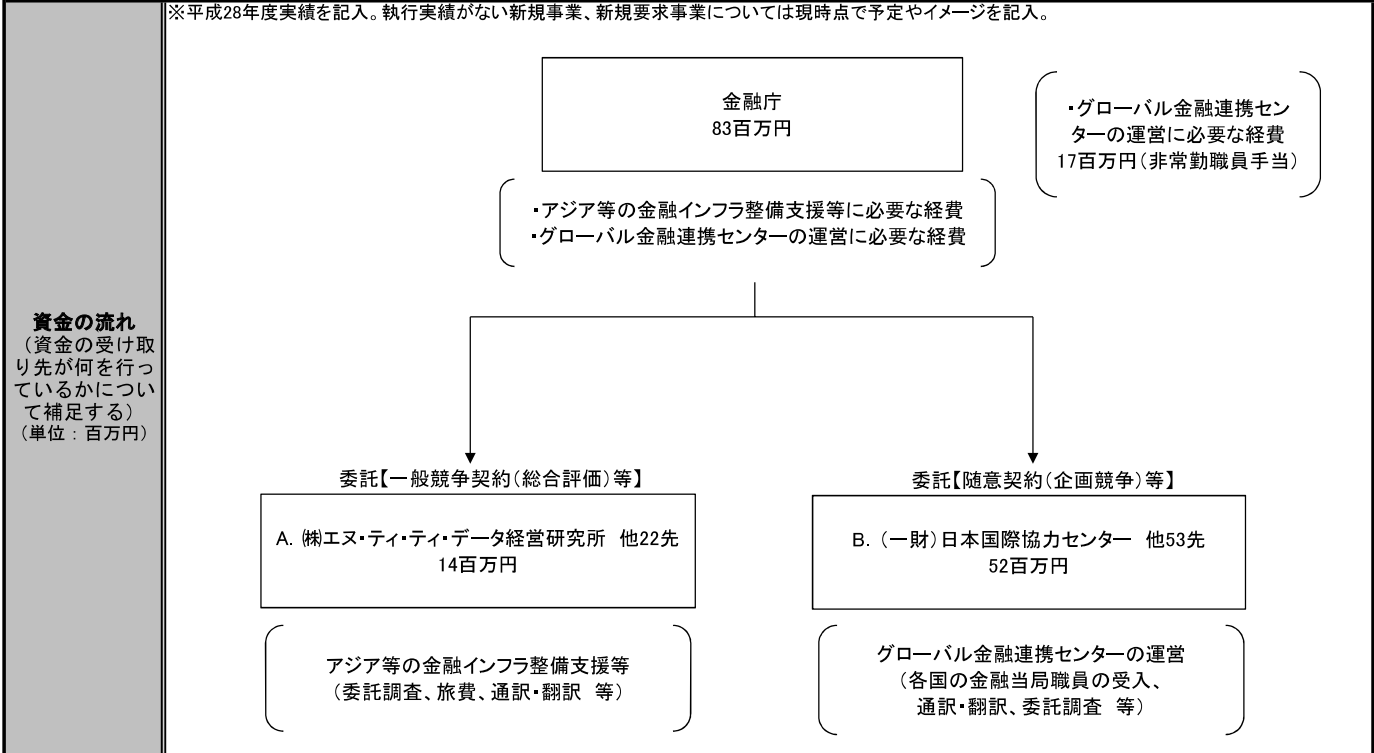 ※平成28年度実績を記入。執行実績がない新規事業、新規要求事業については現時点で予定やイメージを記入。
金融庁
83百万円
・グローバル金融連携セン
ターの運営に必要な経費
17百万円(非常勤職員手当)
・アジア等の金融インフラ整備支援等に必要な経費
・グローバル金融連携センターの運営に必要な経費
資金の流れ
(資金の受け取
り先が何を行っ
ているかについ
て補足する)
(単位:百万円)
委託【一般競争契約(総合評価)等】
A. ㈱エヌ・ティ・ティ・データ経営研究所 他22先
14百万円
アジア等の金融インフラ整備支援等
(委託調査、旅費、通訳・翻訳 等)
委託【随意契約(企画競争)等】
B. (一財)日本国際協力センター 他53先
52百万円
グローバル金融連携センターの運営
(各国の金融当局職員の受入、
通訳・翻訳、委託調査 等)